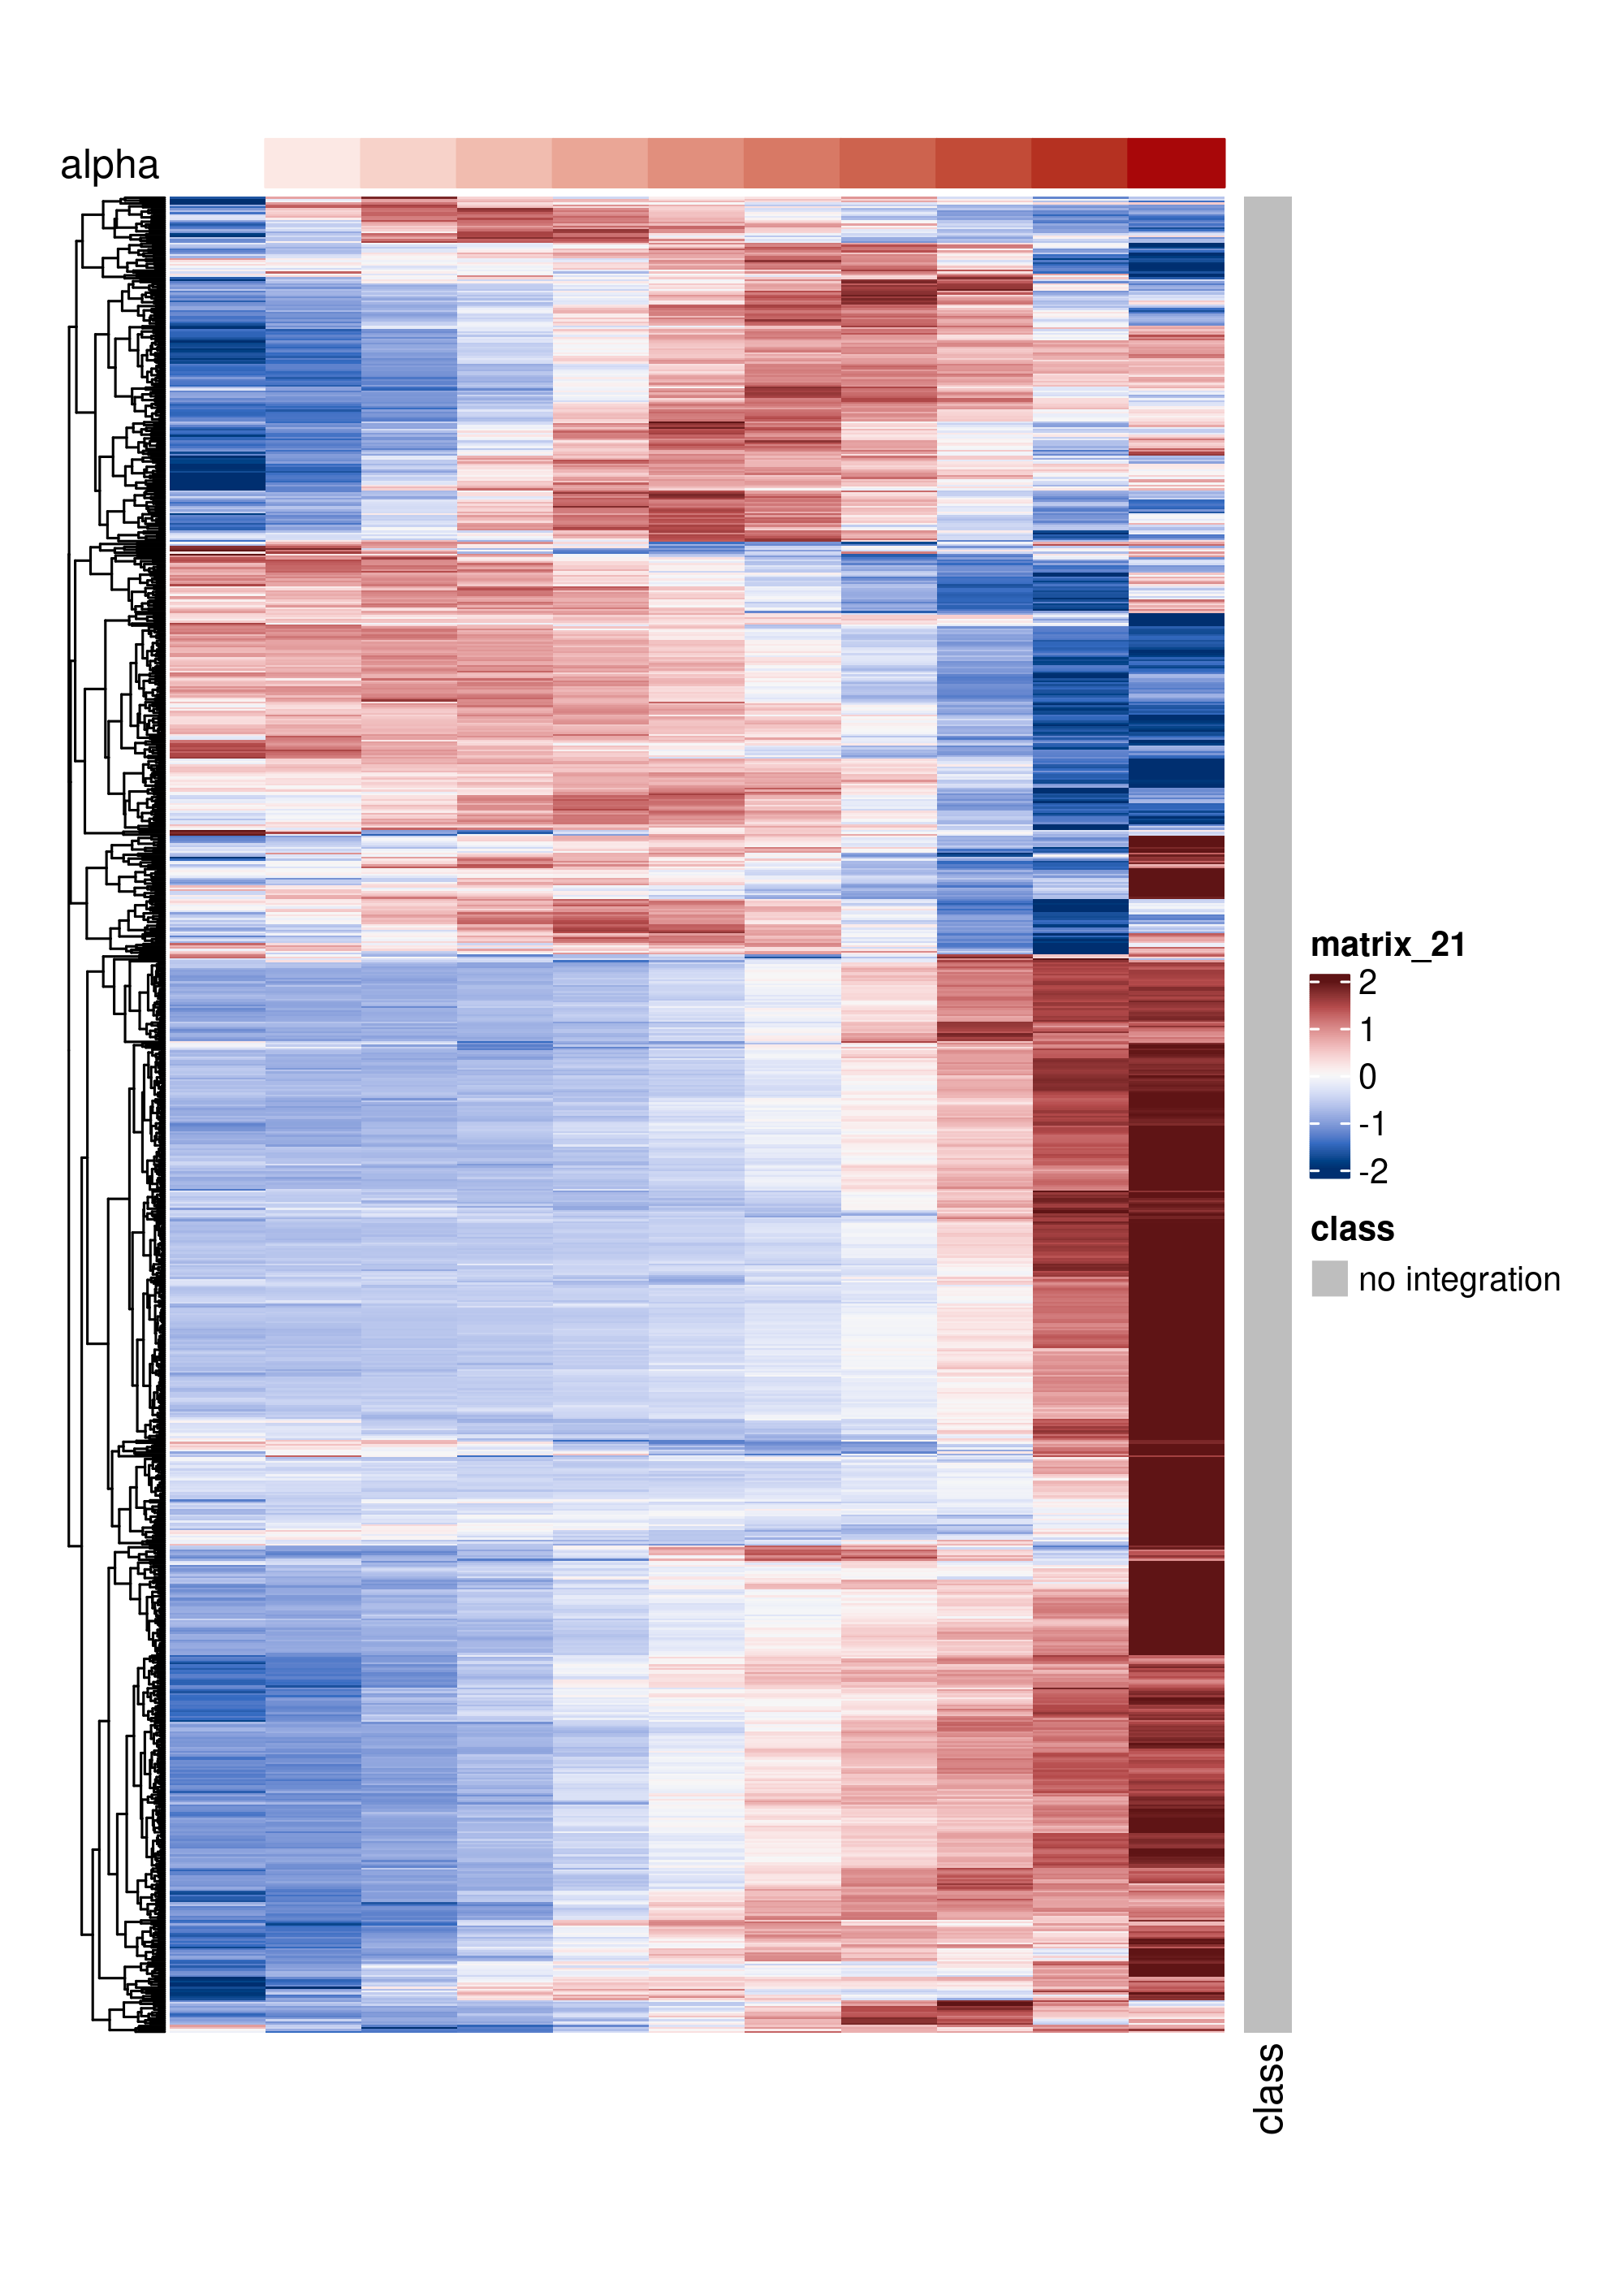 alpha
matrix_21
2
1
0
-1
-2
class
no integration
class